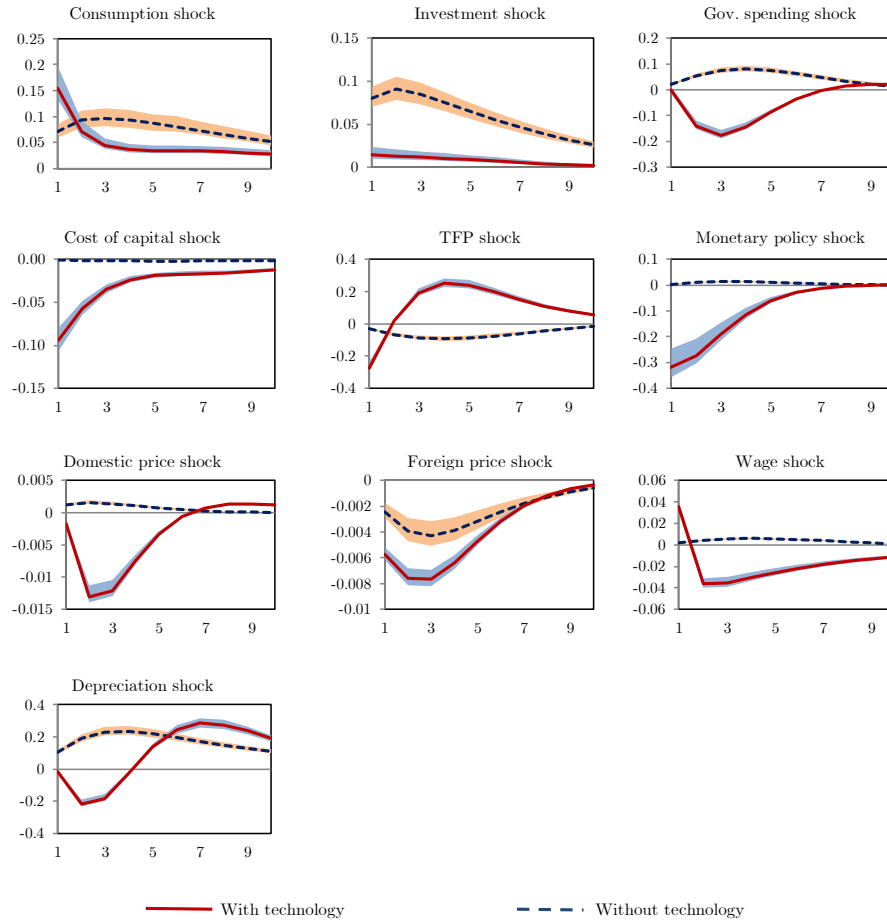 Consumption shock
0.25
0.2
0.15
0.1
0.05
0
1 3 5 7 9
Investment shock
0.15
0.1
0.05
0
1 3 5 7 9
Gov. spending shock
0.2
0.1
0
-0.1
-0.2
-0.3
1 3 5 7 9
Cost of capital shock
0.00
-0.05
-0.10
-0.15
1 3 5 7 9
TFP shock
0.4
0.2
0
-0.2
-0.4
1 3 5 7 9
Monetary policy shock
0.1
0
-0.1
-0.2
-0.3
-0.4
1 3 5 7 9
Domestic price shock
0.005
0
-0.005
-0.01
-0.015
1 3 5 7 9
Foreign price shock
0
-0.002
-0.004
-0.006
-0.008
-0.01
1 3 5 7 9
Wage shock
0.06
0.04
0.02
0
-0.02
-0.04
-0.06
1 3 5 7 9
Depreciation shock
0.4
0.2
0
-0.2
-0.4
1 3 5 7 9
With technology
Without technology